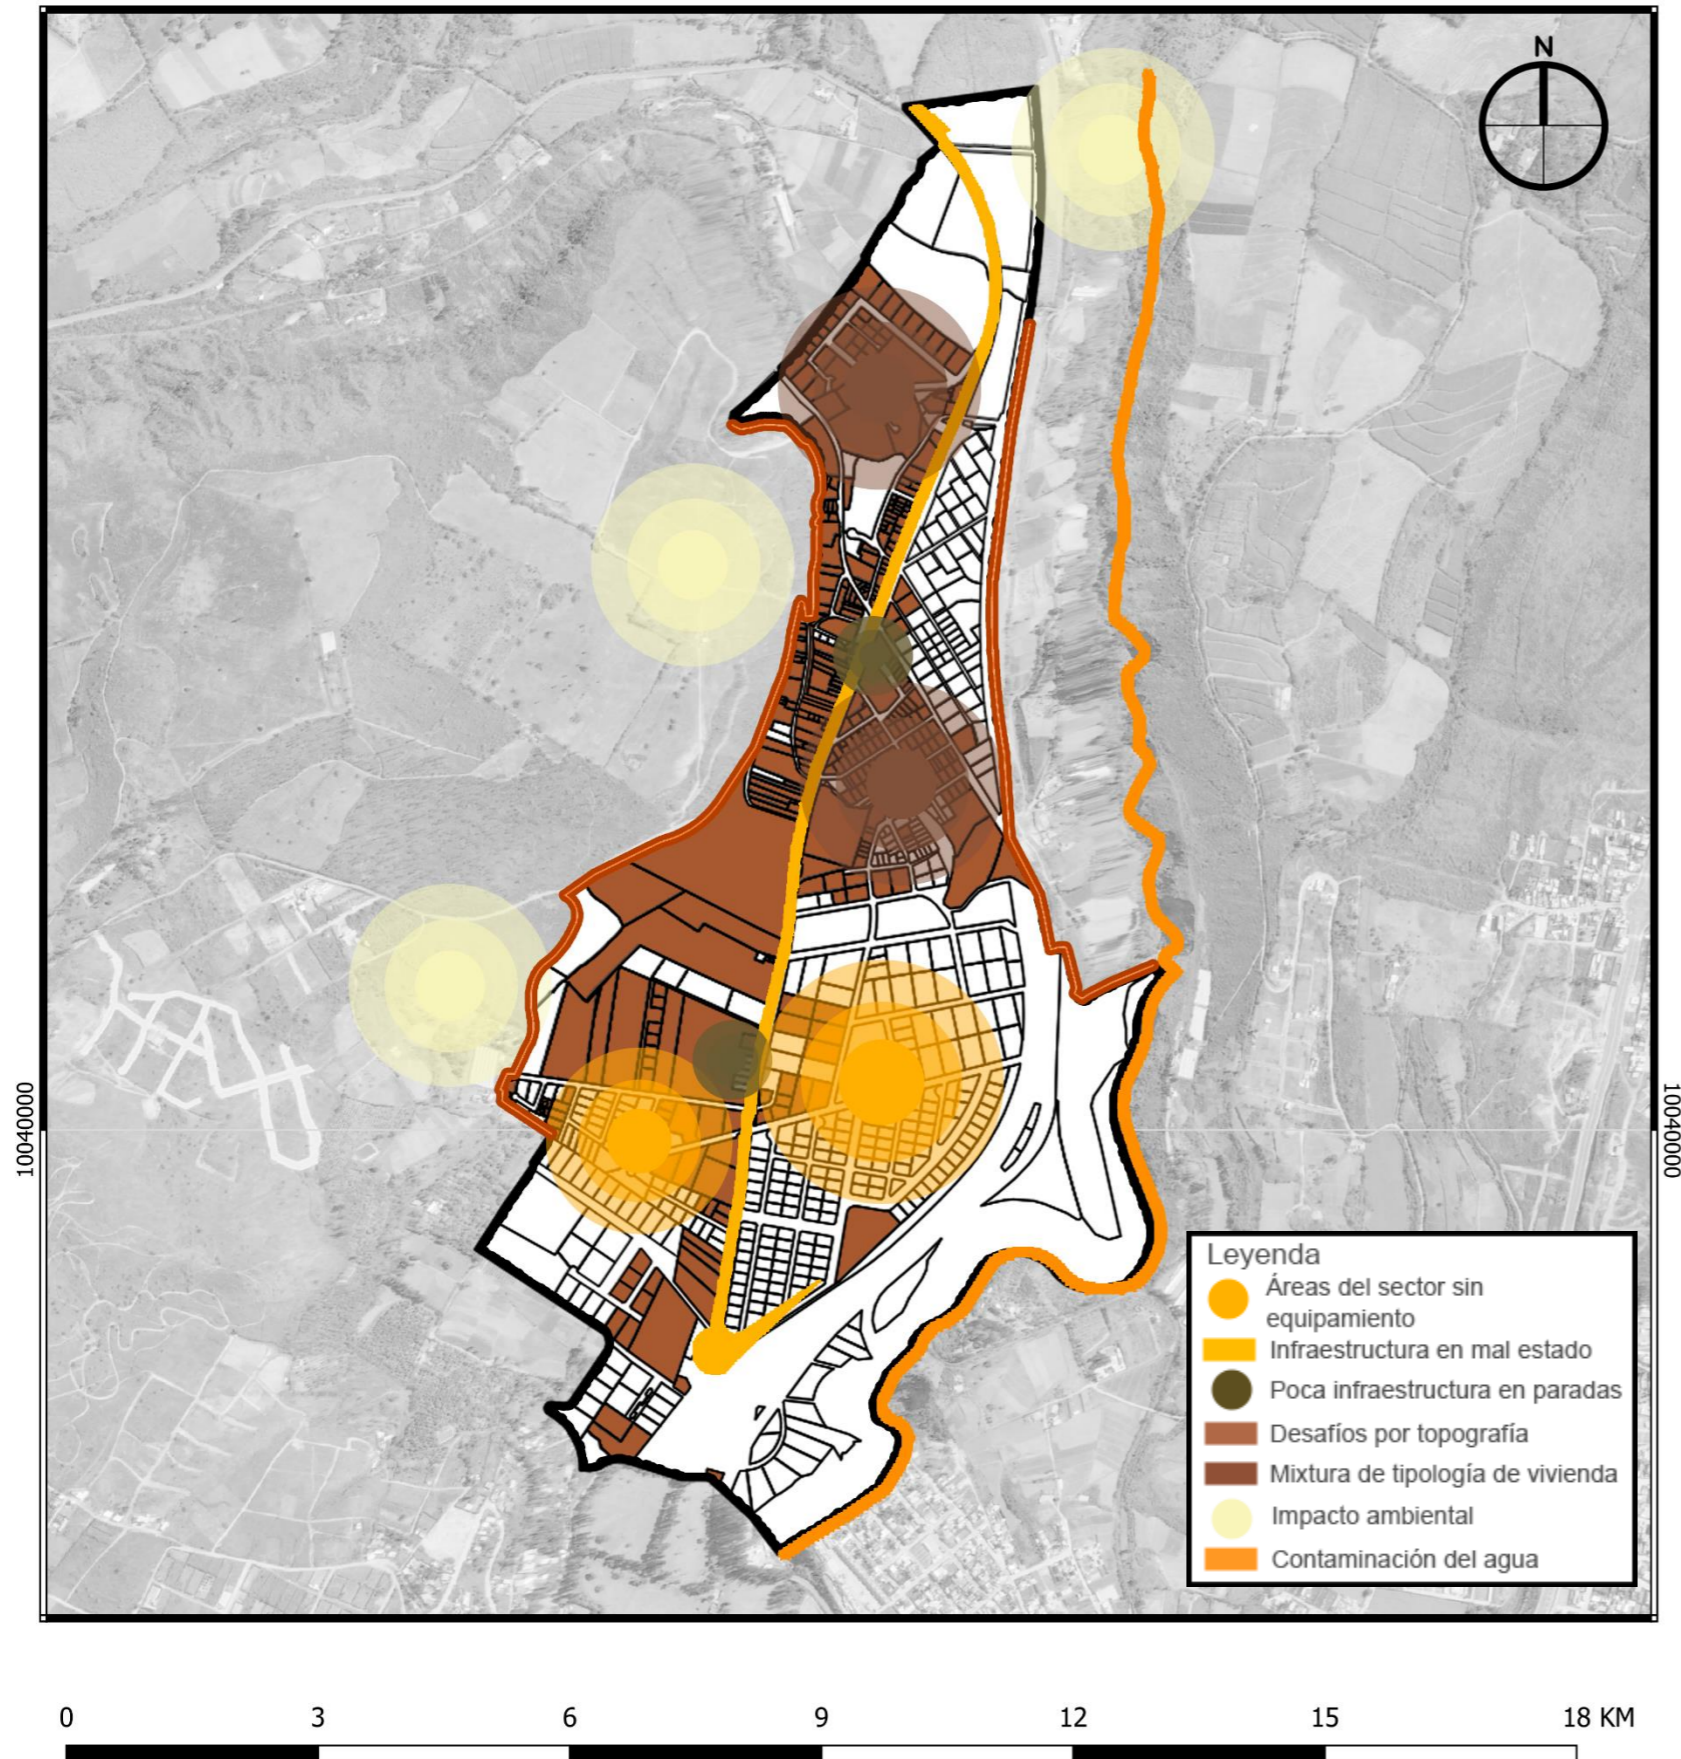 N
10040000
10040000
Leyenda
Áreas del sector sin
equipamiento
Infraestructura en mal estado
Poca infraestructura en paradas
Desafíos por topografía
Mixtura de tipología de vivienda
Impacto ambiental
Contaminación del agua
0 3 6 9 12 15 18 KM